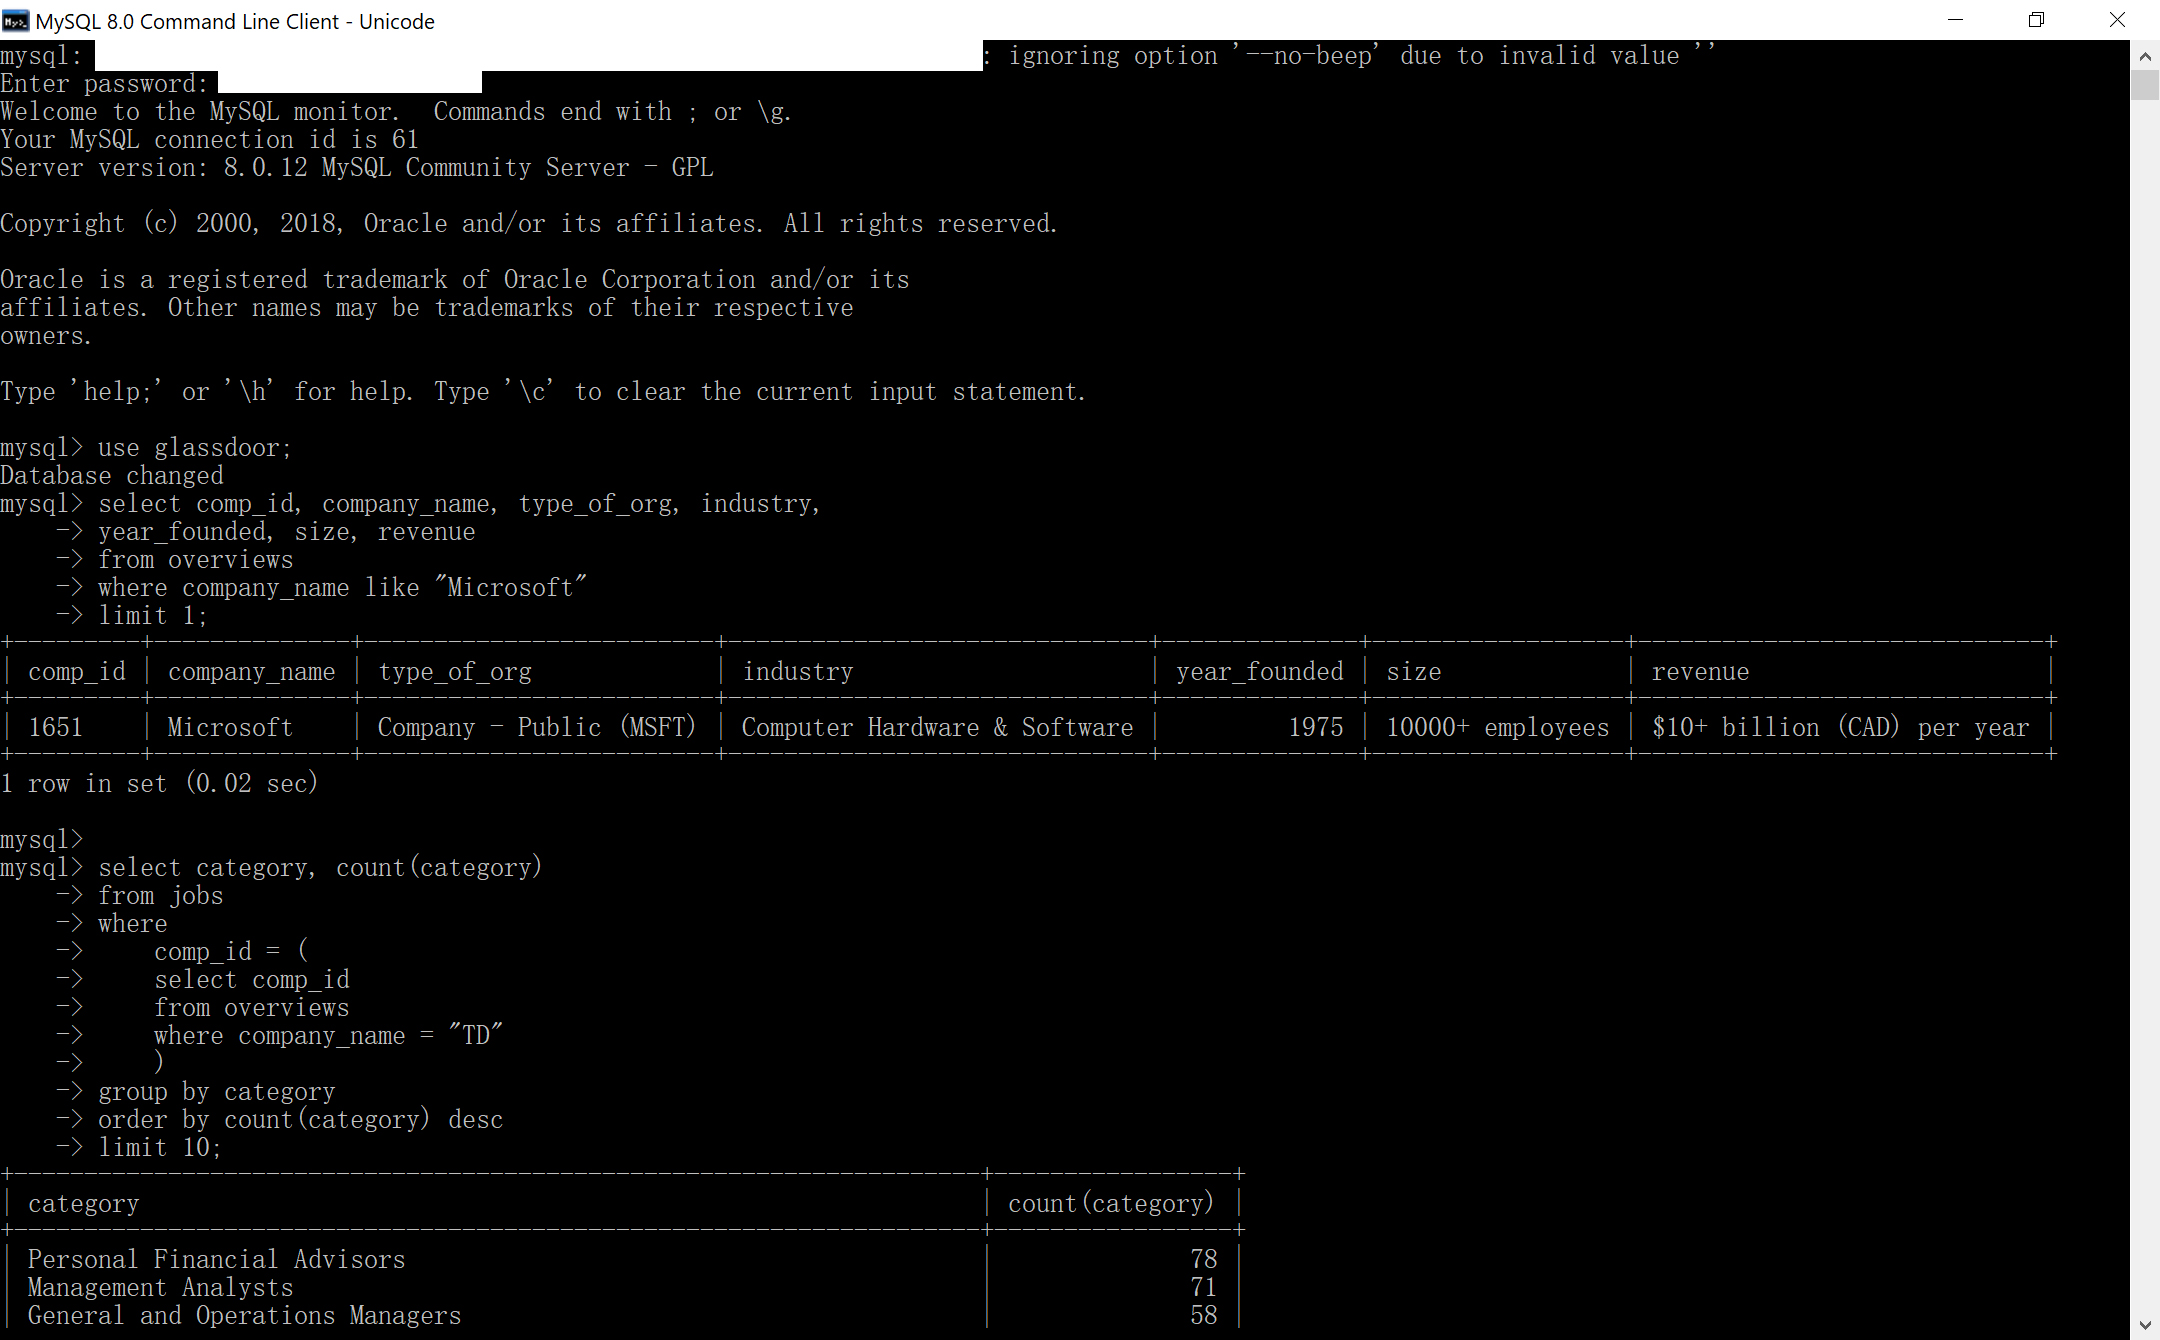 MySQL 8.0 Command Line Client - Unicode
mysql: : ignoring option '--no-beep' due to invalid value ''
Enter password:
Welcome to the MySQL monitor.  Commands end with ; or \g.
Your MySQL connection id is 61
Server version: 8.0.12 MySQL Community Server - GPL
Copyright (c) 2000, 2018, Oracle and/or its affiliates. All rights reserved.
Oracle is a registered trademark of Oracle Corporation and/or its
affiliates. Other names may be trademarks of their respective
owners.
Type 'help;' or '\h' for help. Type '\c' to clear the current input statement.
mysql> use glassdoor;
Database changed
mysql> select comp_id, company_name, type_of_org, industry,
    -> year_founded, size, revenue
    -> from overviews
    -> where company_name like "Microsoft"
    -> limit 1;
| comp_id | company_name | type_of_org | industry | year_founded | size | revenue |
| 1651 | Microsoft | Company - Public (MSFT) | Computer Hardware & Software | 1975 | 10000+ employees | $10+ billion (CAD) per year |
1 row in set (0.02 sec)
mysql>
mysql> select category, count(category)
    -> from jobs
    -> where
    ->     comp_id = (
    ->     select comp_id
    ->     from overviews
    ->     where company_name = "TD"
    ->     )
    -> group by category
    -> order by count(category) desc
    -> limit 10;
| category | count(category) |
| Personal Financial Advisors | 78 |
| Management Analysts | 71 |
| General and Operations Managers | 58 |